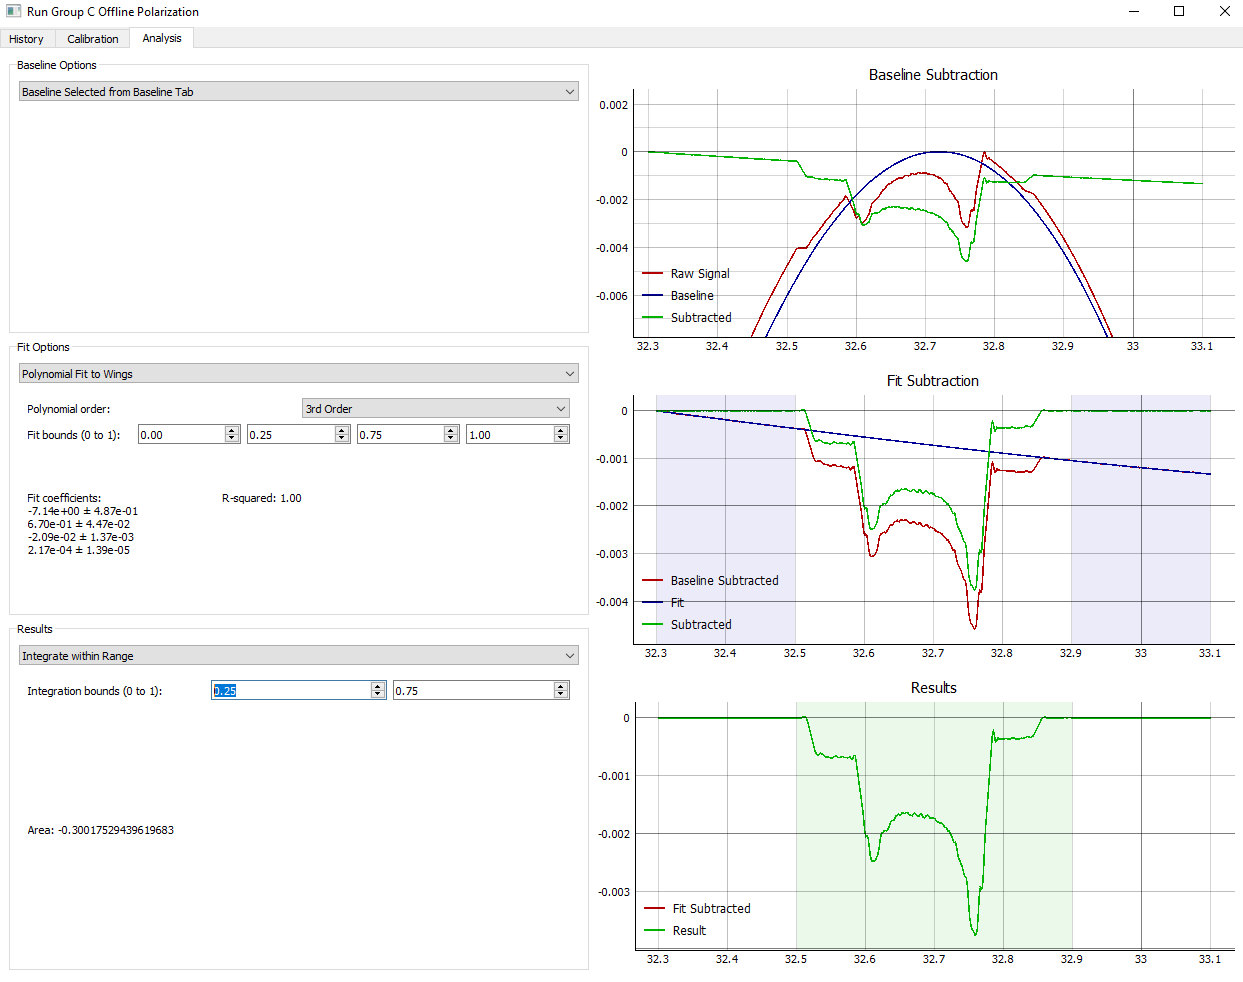 Run Group C Offline Polarization
History Calibration Analysis
Baseline Options
Baseline Selected from Baseline Tab
Fit Options
Polynomial Fit to Wings
Polynomial order: 3rd Order
Fit bounds (0 to 1): 0.00 0.25 0.75 1.00
Fit coefficients: R-squared: 1.00
-7.14e+00 ± 4.87e-01
6.70e-01 ± 4.47e-02
-2.09e-02 ± 1.37e-03
2.17e-04 ± 1.39e-05
Results
Integrate within Range
Integration bounds (0 to 1): 0.25 0.75
Area: -0.30017529439619683
Baseline Subtraction
0.002
0
-0.002
-0.004
-0.006
Raw Signal
Baseline
Subtracted
32.3 32.4 32.5 32.6 32.7 32.8 32.9 33 33.1
Fit Subtraction
0
-0.001
-0.002
-0.003
-0.004
Baseline Subtracted
Fit
Subtracted
32.3 32.4 32.5 32.6 32.7 32.8 32.9 33 33.1
Results
0
-0.001
-0.002
-0.003
Fit Subtracted
Result
32.3 32.4 32.5 32.6 32.7 32.8 32.9 33 33.1